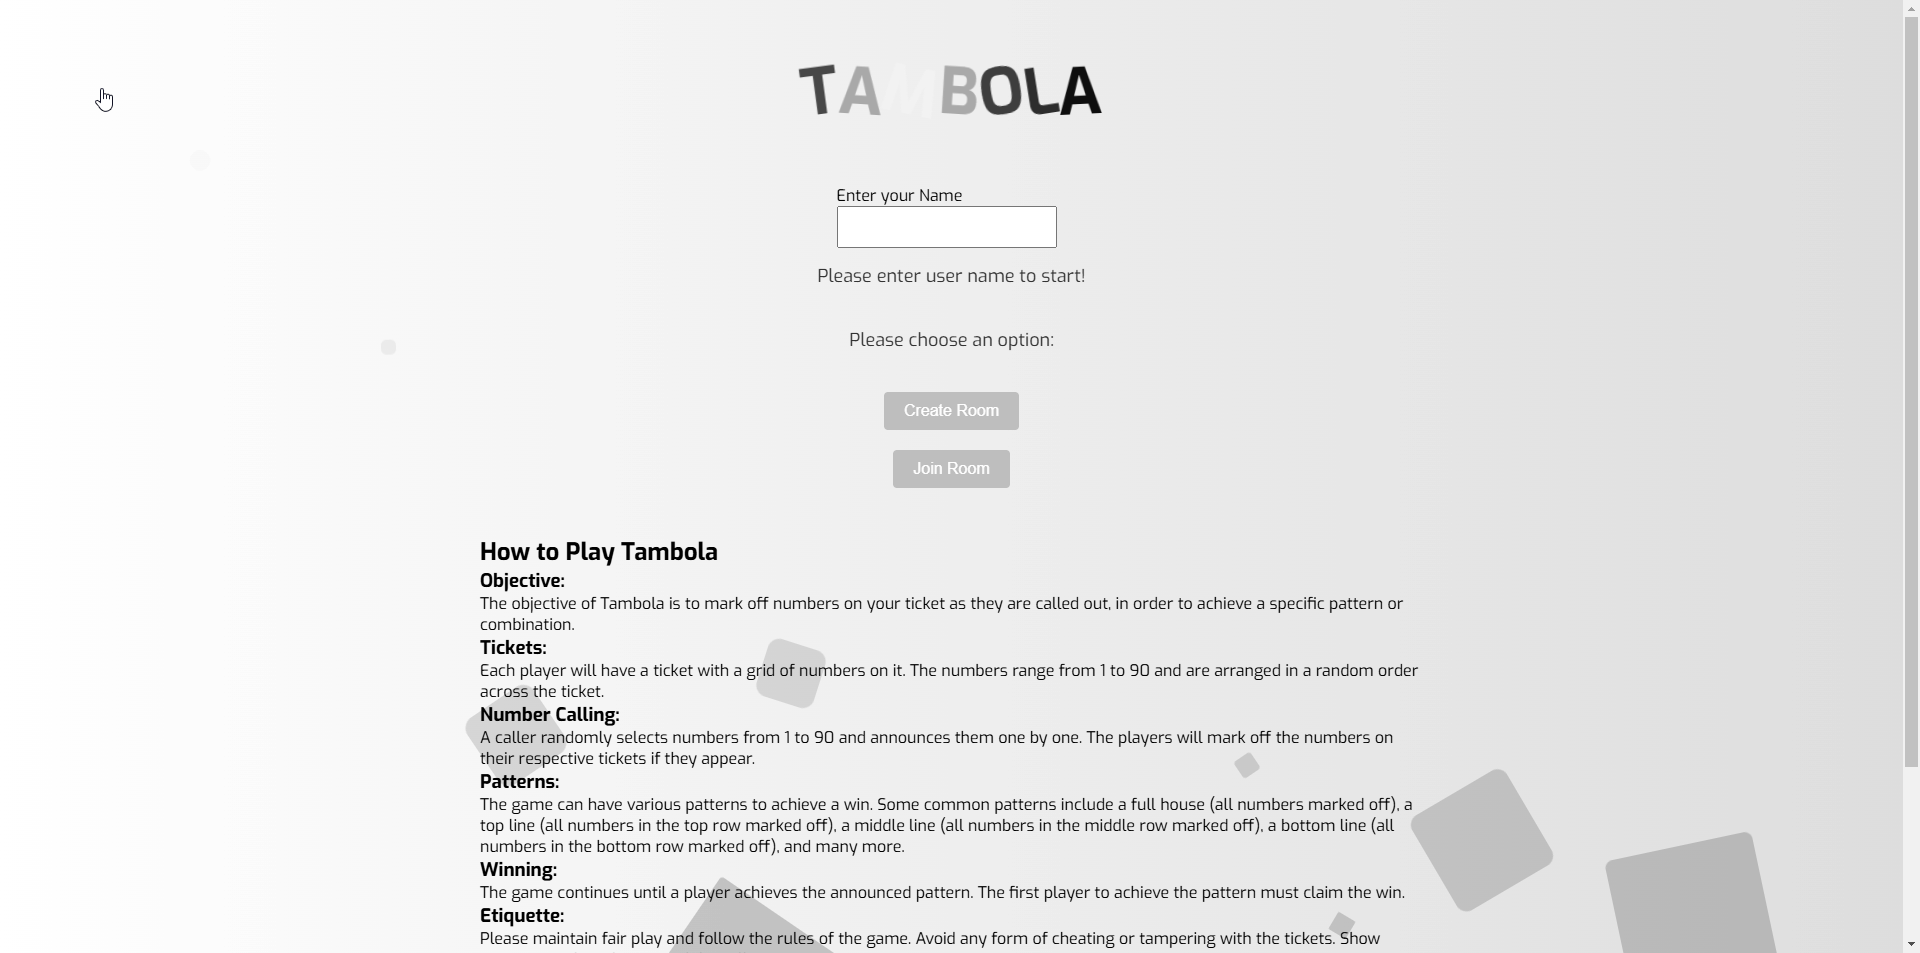 TAMBOLA
Enter your Name
Please enter user name to start!
Please choose an option:
Create Room
Join Room
How to Play Tambola
Objective:
The objective of Tambola is to mark off numbers on your ticket as they are called out, in order to achieve a specific pattern or
combination.
Tickets:
Each player will have a ticket with a grid of numbers on it. The numbers range from 1 to 90 and are arranged in a random order
across the ticket.
Number Calling:
A caller randomly selects numbers from 1 to 90 and announces them one by one. The players will mark off the numbers on
their respective tickets if they appear.
Patterns:
The game can have various patterns to achieve a win. Some common patterns include a full house (all numbers marked off), a
top line (all numbers in the top row marked off), a middle line (all numbers in the middle row marked off), a bottom line (all
numbers in the bottom row marked off), and many more.
Winning:
The game continues until a player achieves the announced pattern. The first player to achieve the pattern must claim the win.
Etiquette:
Please maintain fair play and follow the rules of the game. Avoid any form of cheating or tampering with the tickets. Show